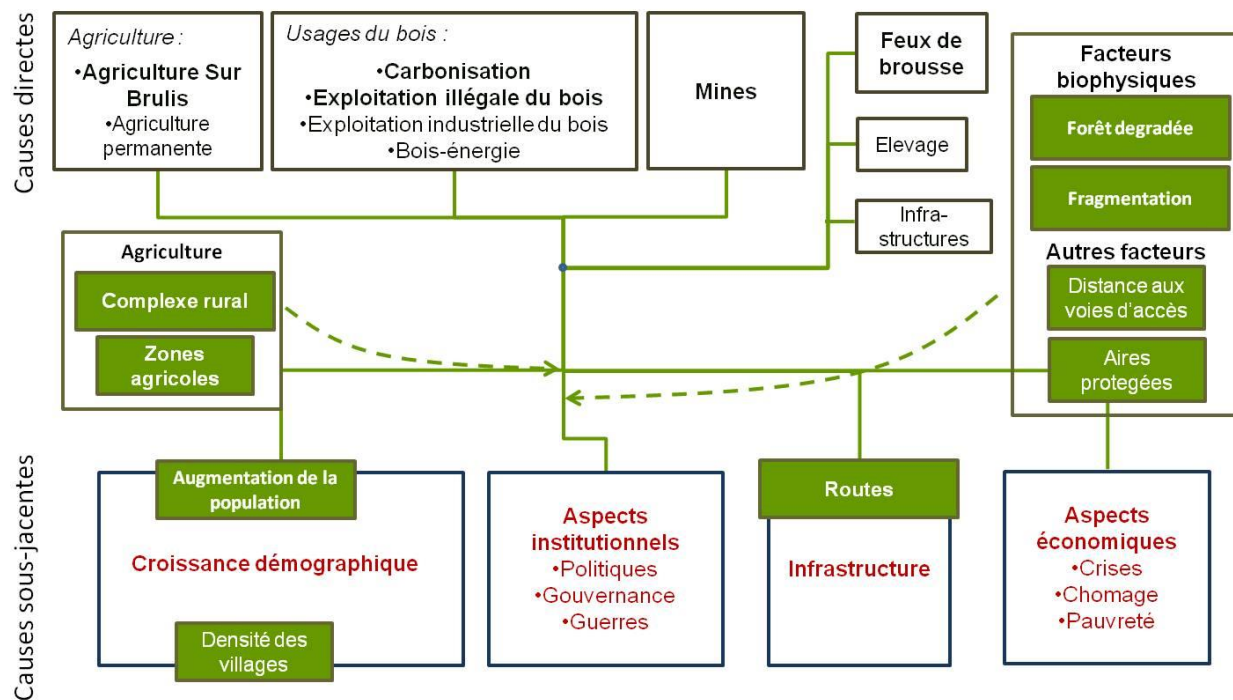 Causes directes
Agriculture :
•Agriculture Sur
Brulis
•Agriculture
permanente
Usages du bois :
•Carbonisation
•Exploitation illégale du bois
•Exploitation industrielle du bois
•Bois-énergie
Mines
Feux de
brousse
Elevage
Infra-
structures
Facteurs
biophysiques
Forêt degradée
Fragmentation
Autres facteurs
Distance aux
voies d’accès
Aires
protegées
Agriculture
Complexe rural
Zones
agricoles
Causes sous-jacentes
Augmentation de la
population
Croissance démographique
Densité des
villages
Aspects
institutionnels
•Politiques
•Gouvernance
•Guerres
Routes
Infrastructure
Aspects
économiques
•Crises
•Chomage
•Pauvreté